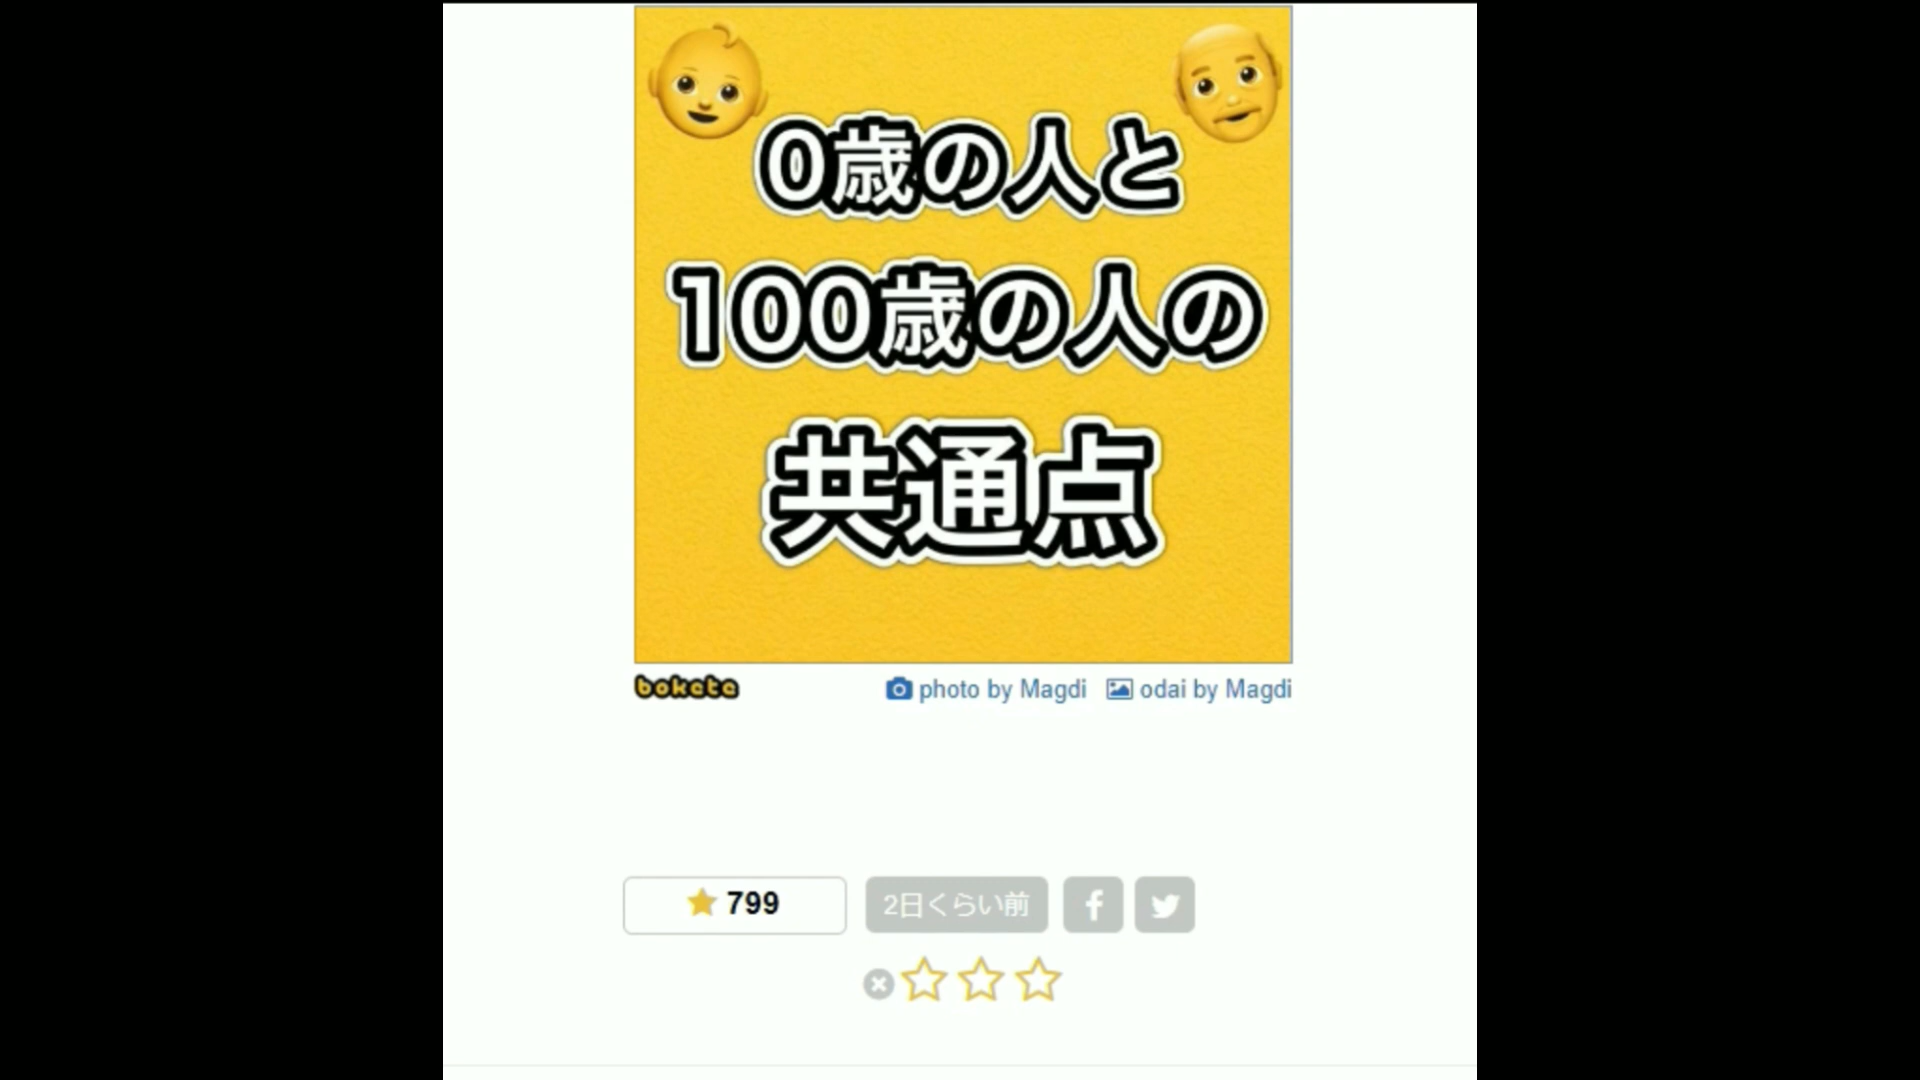 0歳の人と
100歳の人の
共通点
bokete
photo by Magdi odai by Magdi
799
2日くらい前